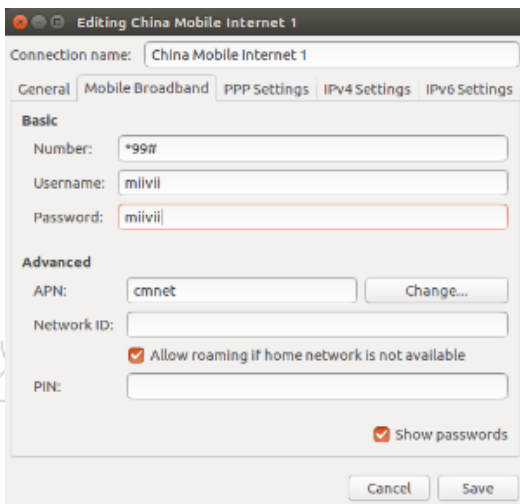 Editing China Mobile Internet 1
Connection name: China Mobile Internet 1
General Mobile Broadband PPP Settings IPv4 Settings IPv6 Settings
Basic
Number: *99#
Username: miivii
Password: miivii
Advanced
APN: cmnet Change...
Network ID:
Allow roaming if home network is not available
PIN:
Show passwords
Cancel Save